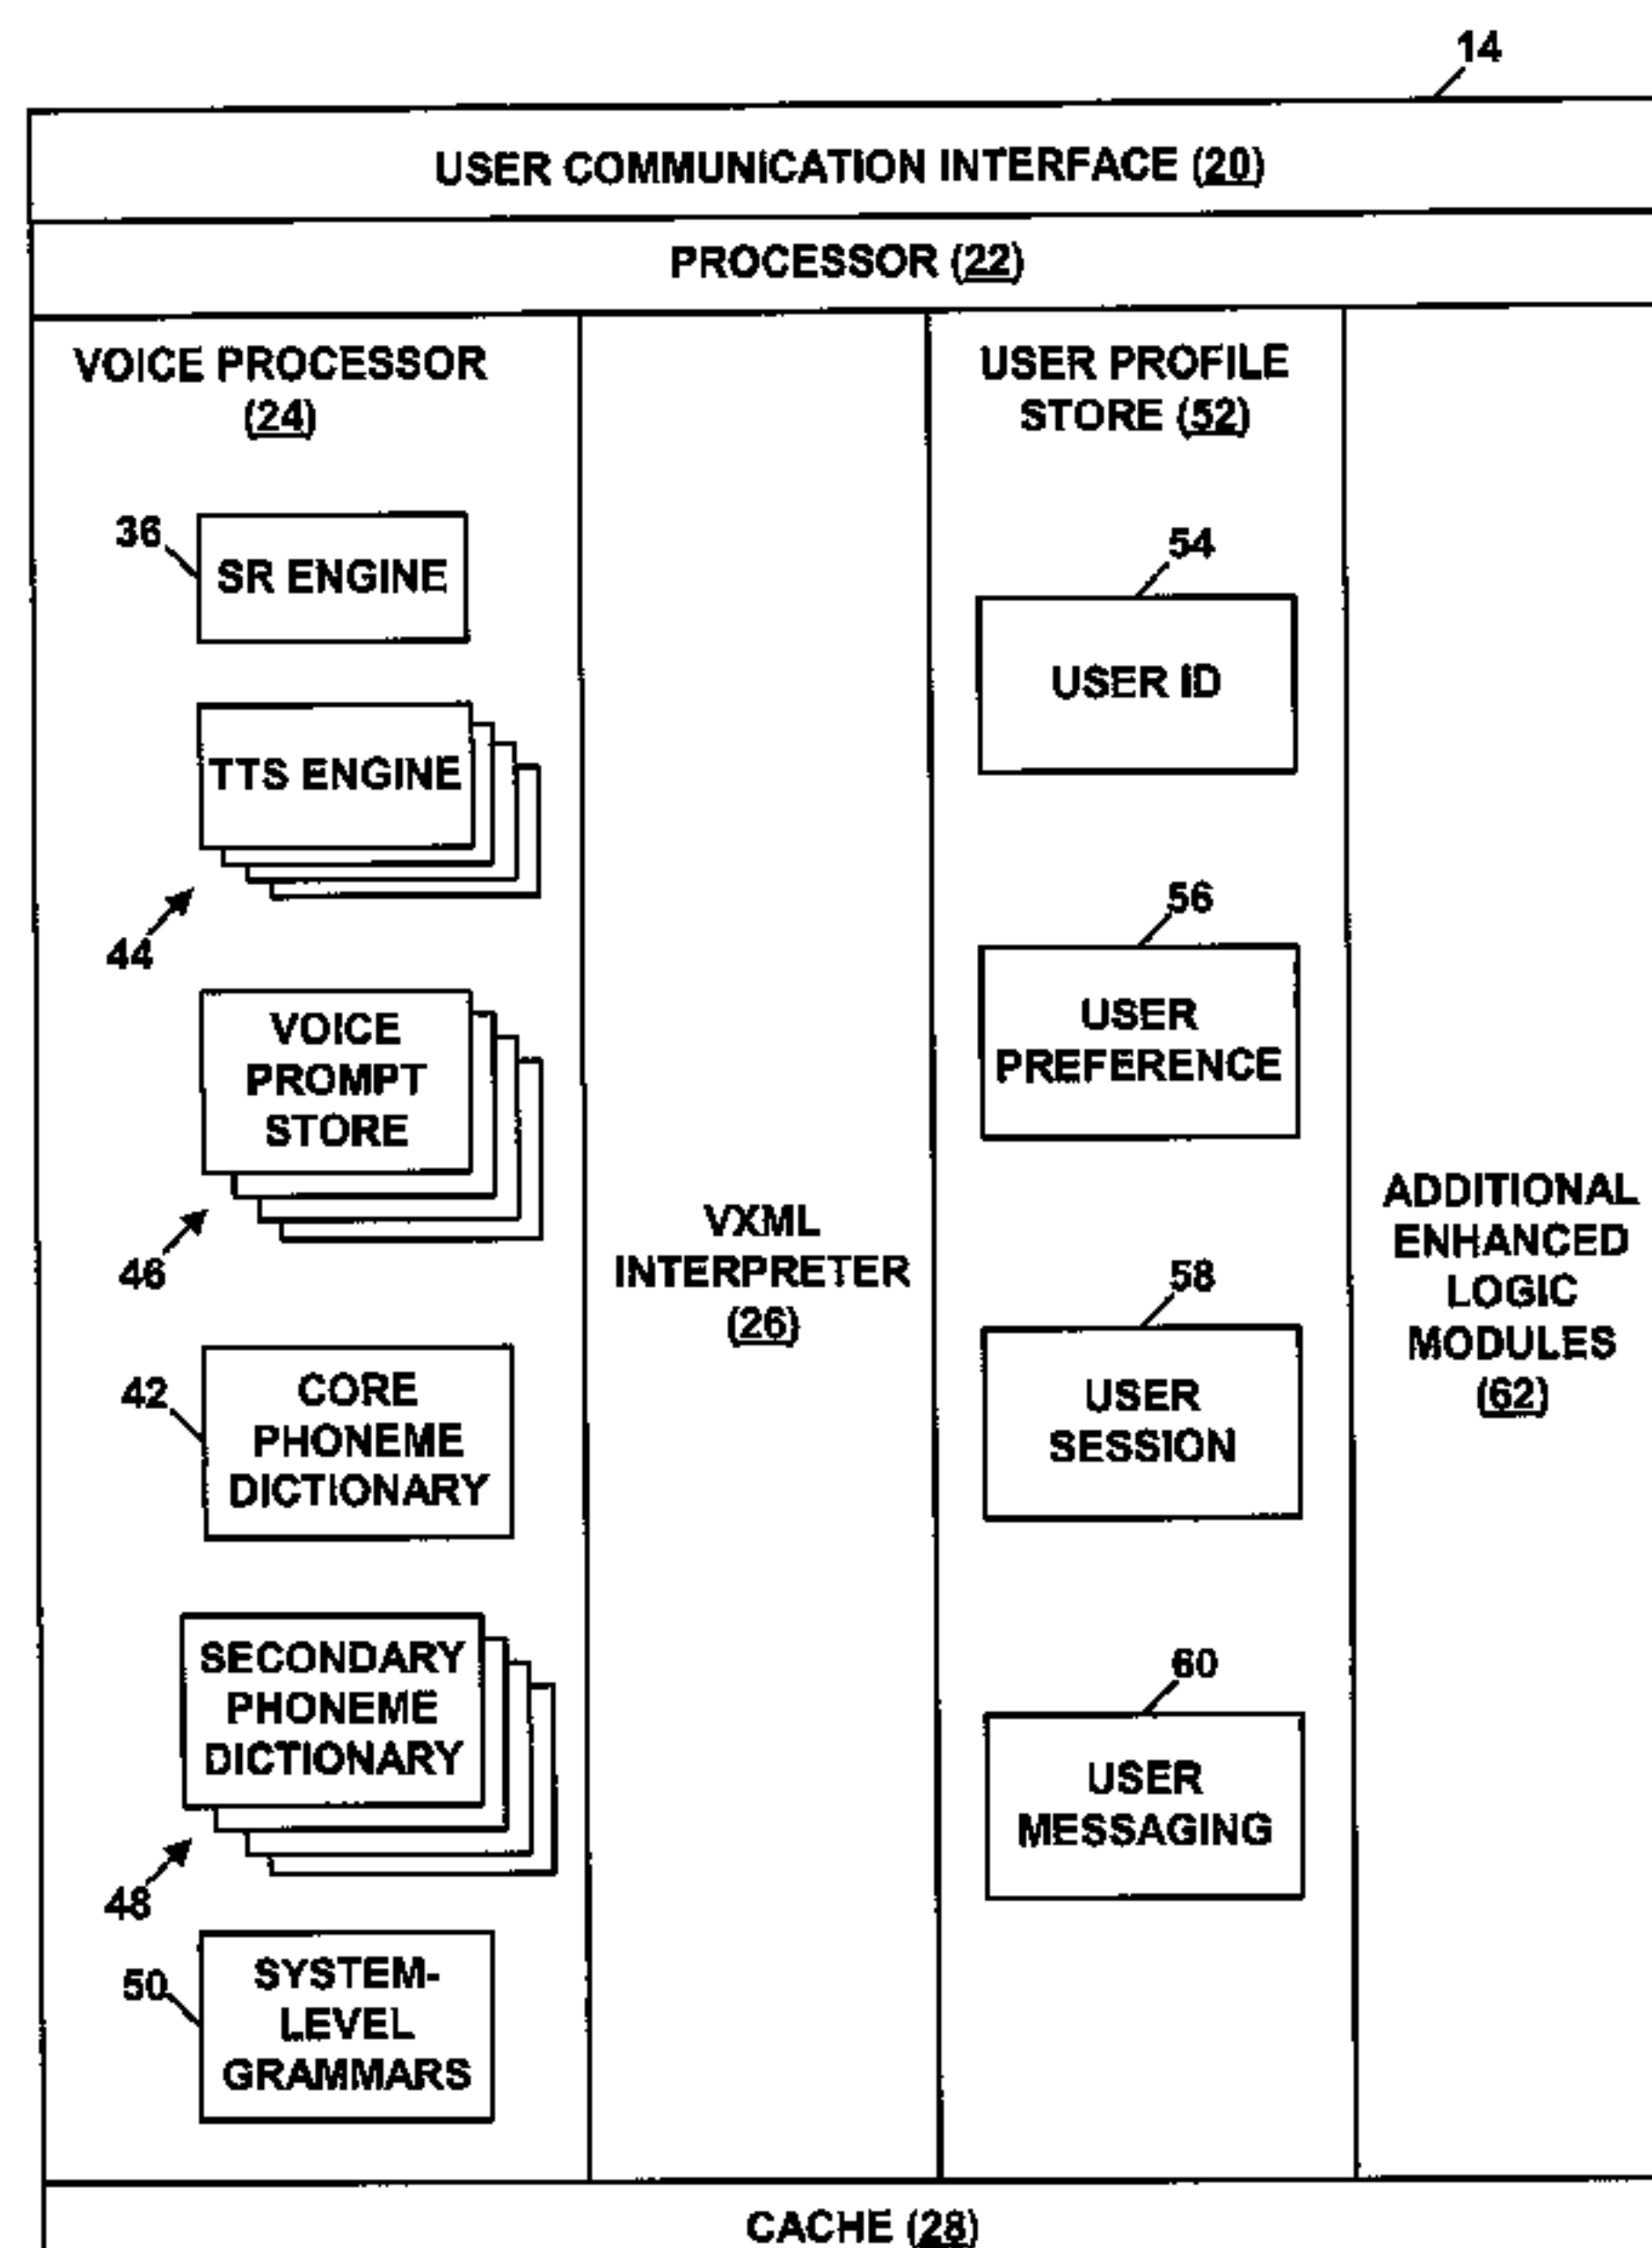 14
USER COMMUNICATION INTERFACE (20)
PROCESSOR (22)
VOICE PROCESSOR
(24)
36
SR ENGINE
TTS ENGINE
44
VOICE
PROMPT
STORE
46
42
CORE
PHONEME
DICTIONARY
SECONDARY
PHONEME
DICTIONARY
48
50
SYSTEM-
LEVEL
GRAMMARS
VXML
INTERPRETER
(26)
USER PROFILE
STORE (52)
54
USER ID
56
USER
PREFERENCE
58
USER
SESSION
60
USER
MESSAGING
ADDITIONAL
ENHANCED
LOGIC
MODULES
(62)
CACHE (28)